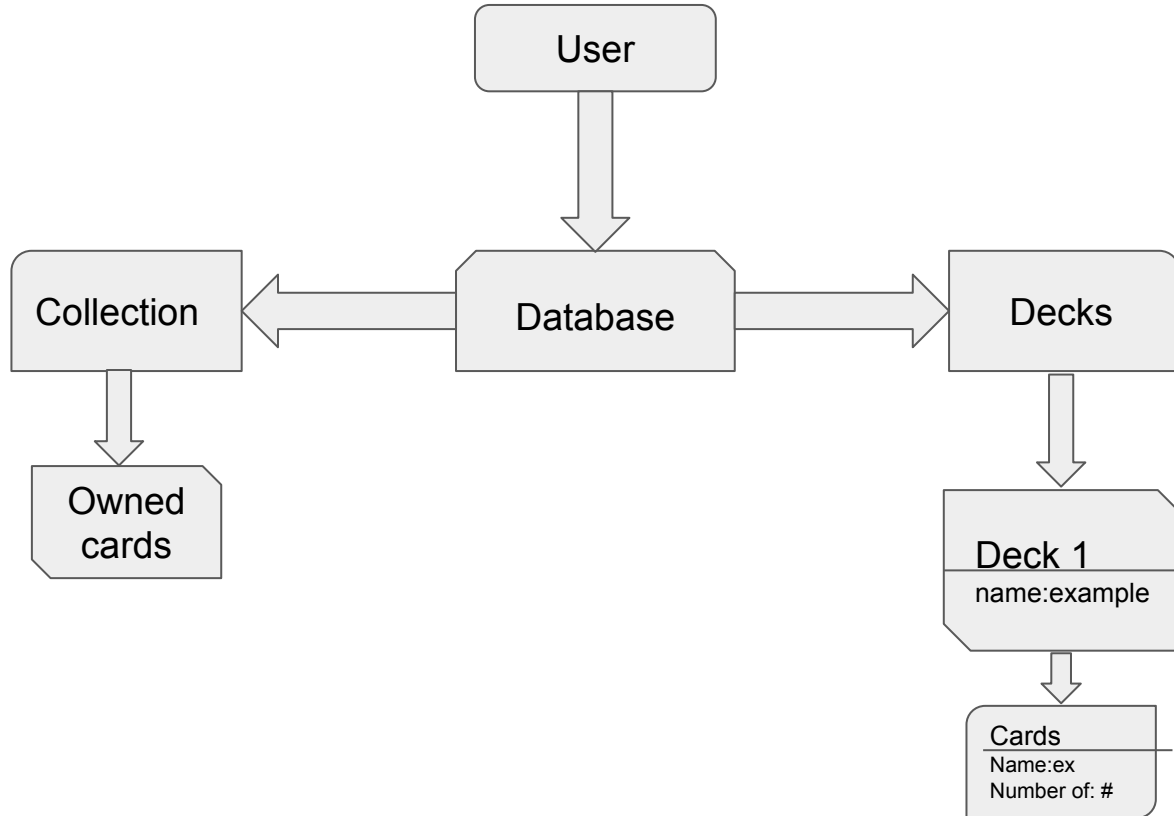 User
Collection
Database
Decks
Owned
cards
Deck 1
name:example
Cards
Name:ex
Number of: #